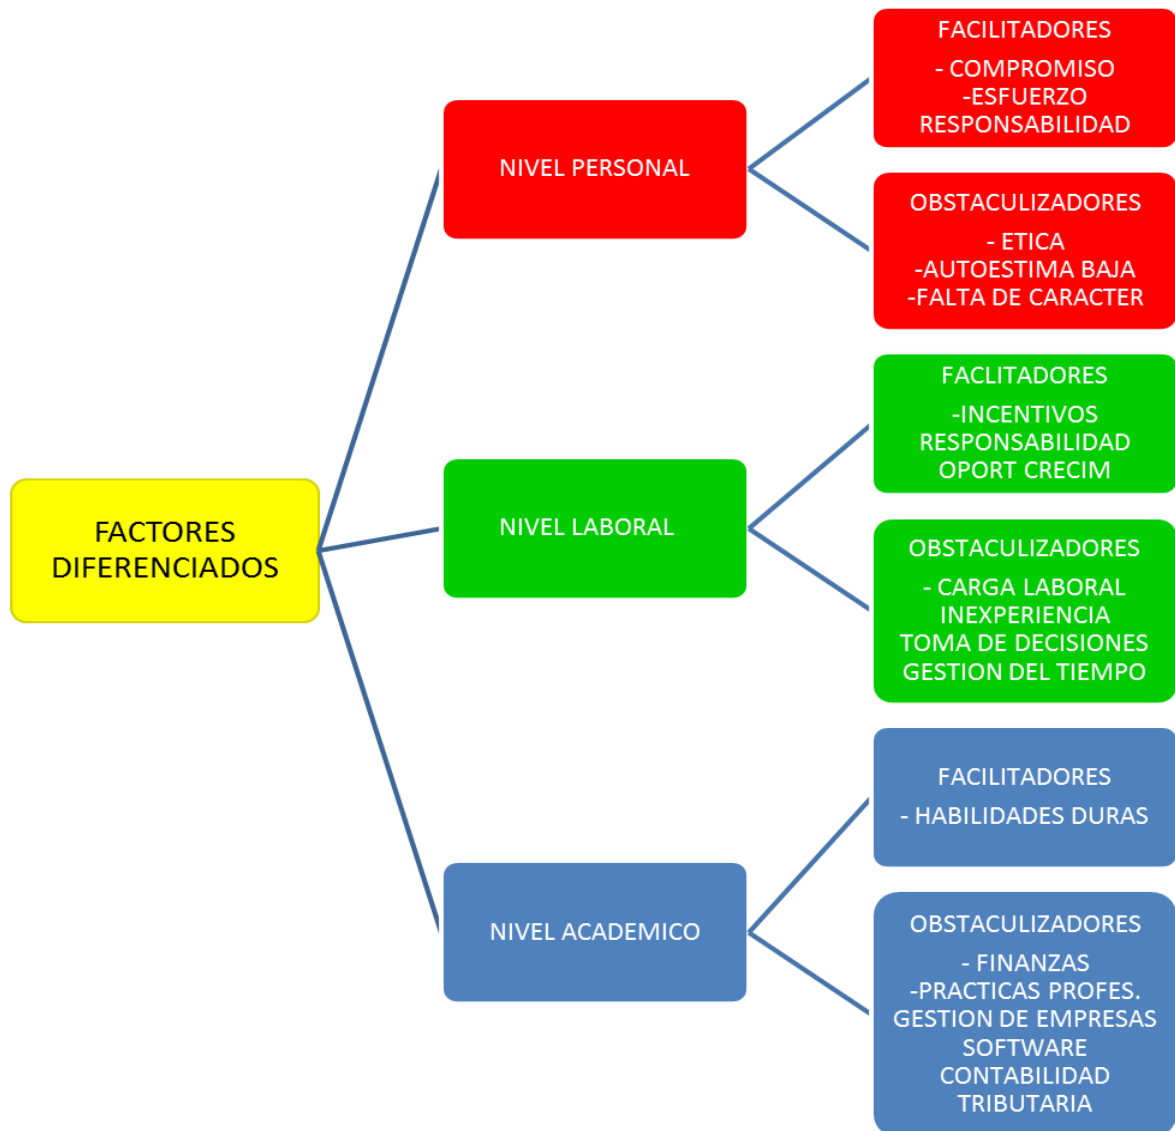 FACTORES
DIFERENCIADOS
NIVEL PERSONAL
FACILITADORES
- COMPROMISO
-ESFUERZO
RESPONSABILIDAD
OBSTACULIZADORES
- ETICA
-AUTOESTIMA BAJA
-FALTA DE CARACTER
NIVEL LABORAL
FACLITADORES
-INCENTIVOS
RESPONSABILIDAD
OPORT CRECIM
OBSTACULIZADORES
- CARGA LABORAL
INEXPERIENCIA
TOMA DE DECISIONES
GESTION DEL TIEMPO
NIVEL ACADEMICO
FACILITADORES
- HABILIDADES DURAS
OBSTACULIZADORES
- FINANZAS
-PRACTICAS PROFES.
GESTION DE EMPRESAS
SOFTWARE
CONTABILIDAD
TRIBUTARIA